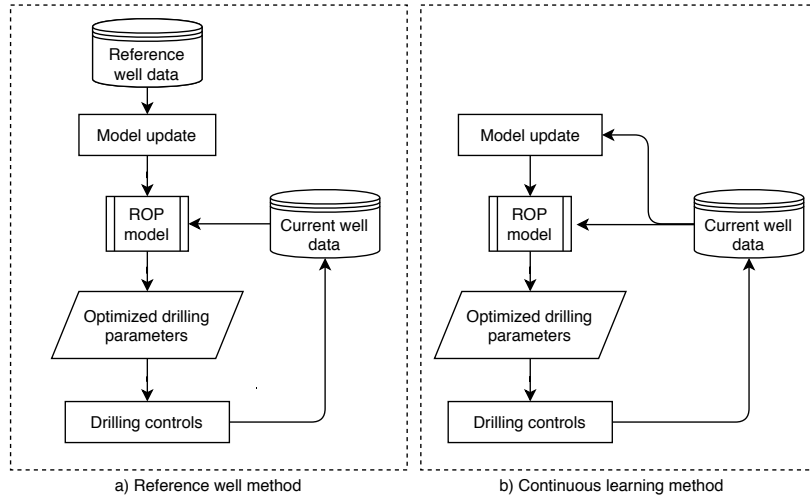 Reference
well data
Model update
ROP
model
Current well
data
Optimized drilling
parameters
Drilling controls
a) Reference well method
Model update
ROP
model
Current well
data
Optimized drilling
parameters
Drilling controls
b) Continuous learning method